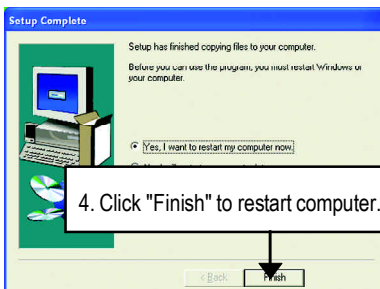 Setup Complete
Setup has finished copying files to your computer.
Before you can use the program, you must restart Windows or
your computer.
Yes, I want to restart my computer now.
4. Click "Finish" to restart computer.
< Back
Finish